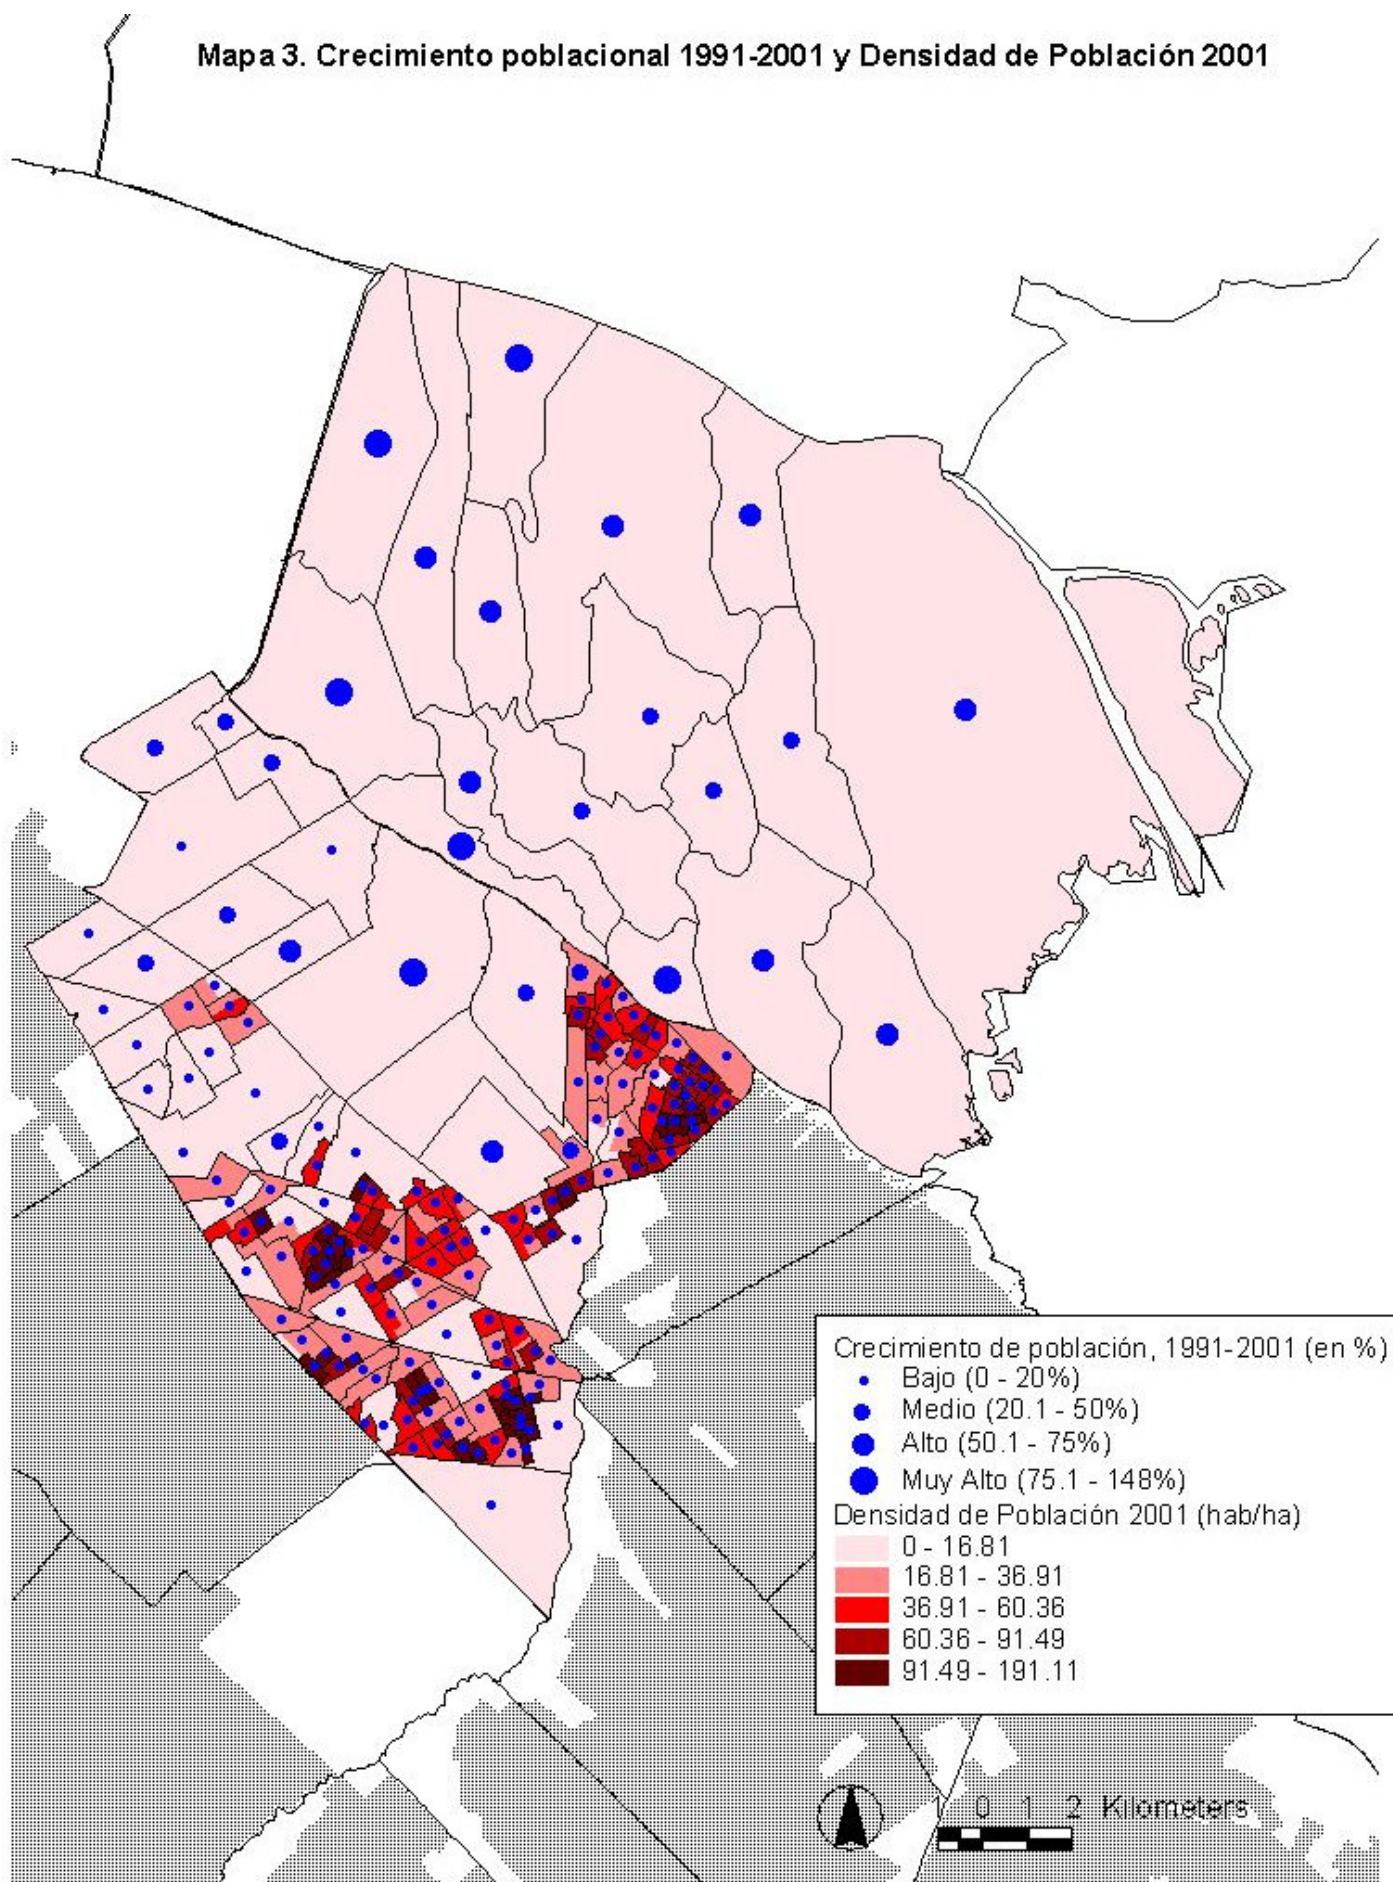 Mapa 3. Crecimiento poblacional 1991-2001 y Densidad de Población 2001
Crecimiento de población, 1991-2001 (en %)
Bajo (0 - 20%)
Medio (20.1 - 50%)
Alto (50.1 - 75%)
Muy Alto (75.1 - 148%)
Densidad de Población 2001 (hab/ha)
0 - 16.81
16.81 - 36.91
36.91 - 60.36
60.36 - 91.49
91.49 - 191.11
1 0 1 2 Kilometers